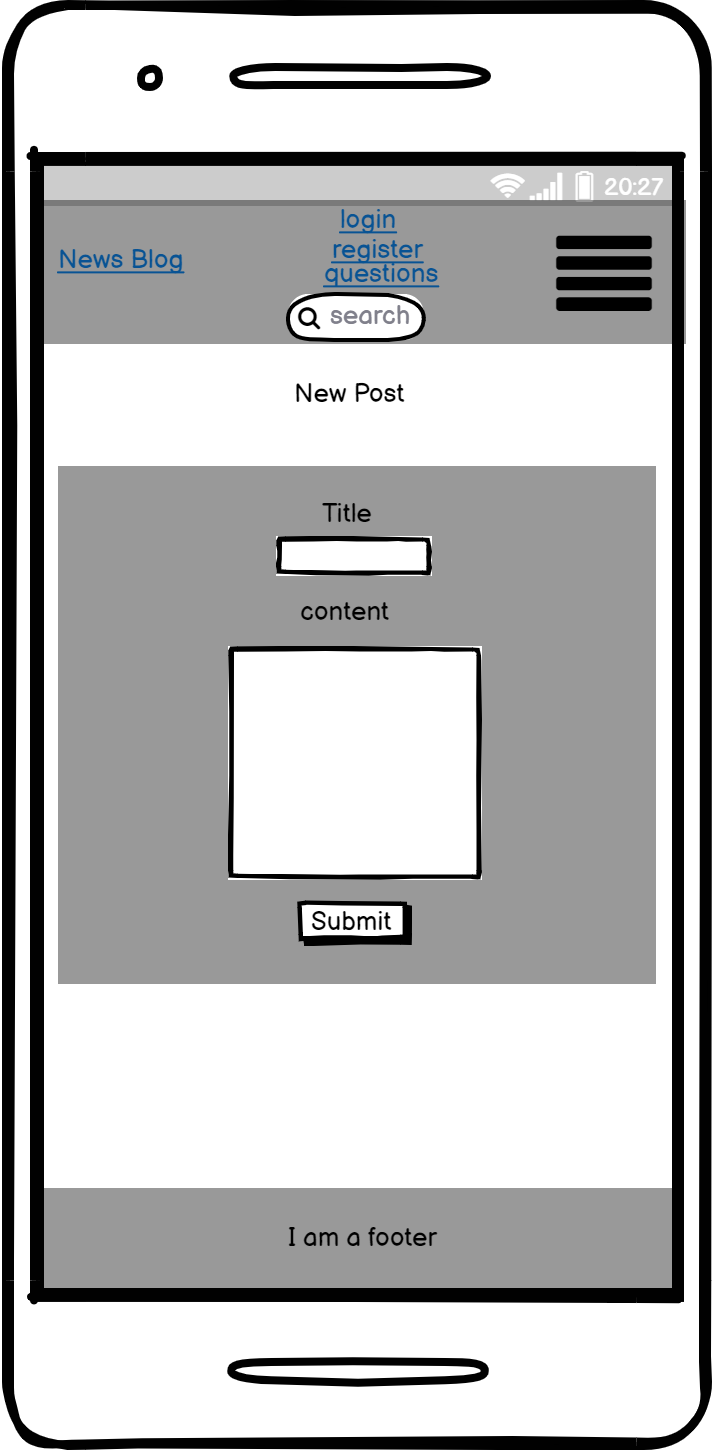 20:27
login
News Blog
register
questions
search
New Post
Title
content
Submit
I am a footer